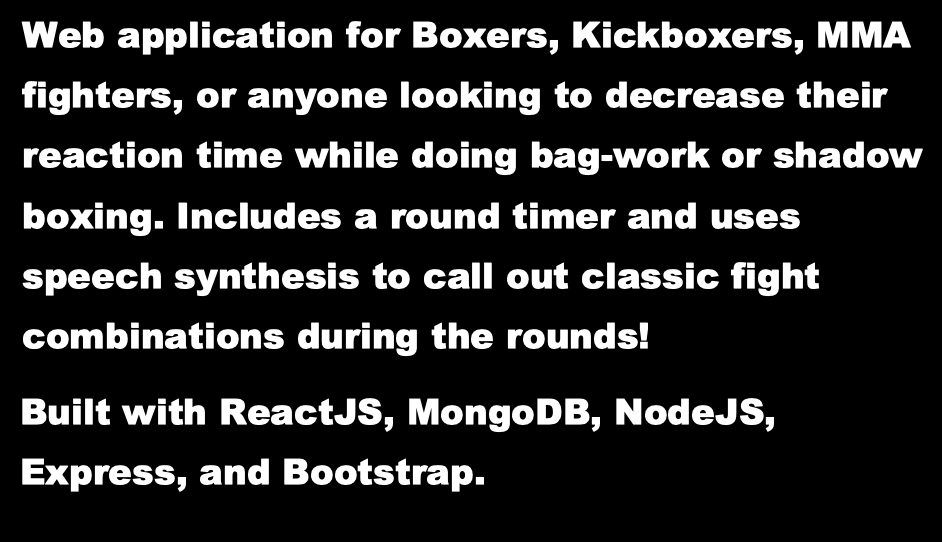 Web application for Boxers, Kickboxers, MMA
fighters, or anyone looking to decrease their
reaction time while doing bag-work or shadow
boxing. Includes a round timer and uses
speech synthesis to call out classic fight
combinations during the rounds!
Built with ReactJS, MongoDB, NodeJS,
Express, and Bootstrap.